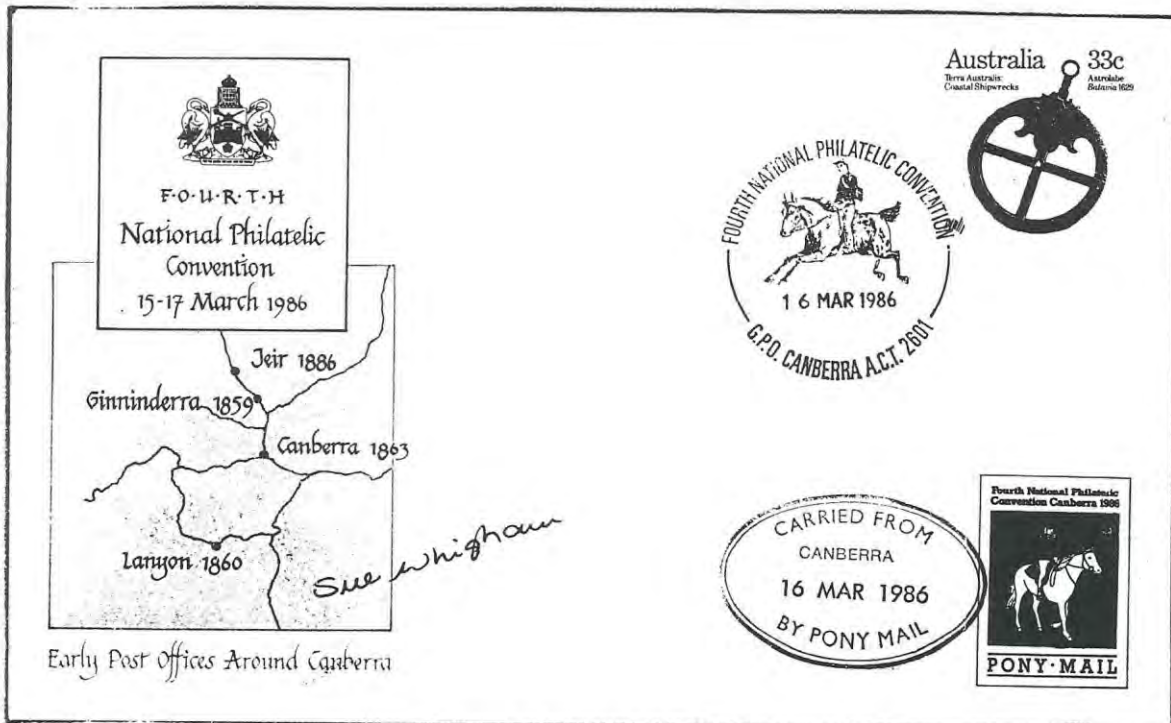 F·O·U·R·T·H
National Philatelic
Convention
15-17 March 1986
Jeir 1886
Ginninderra 1859
Canberra 1863
Lanyon 1860
Sue Whigham
Early Post Offices Around Canberra
Australia 33c
Terra Australis:
Coastal Shipwrecks
Astrolabe
Batavia 1629
FOURTH NATIONAL PHILATELIC CONVENTION
16 MAR 1986
G.P.O. CANBERRA A.C.T. 2601
CARRIED FROM
CANBERRA
16 MAR 1986
BY PONY MAIL
Fourth National Philatelic
Convention Canberra 1986
PONY·MAIL